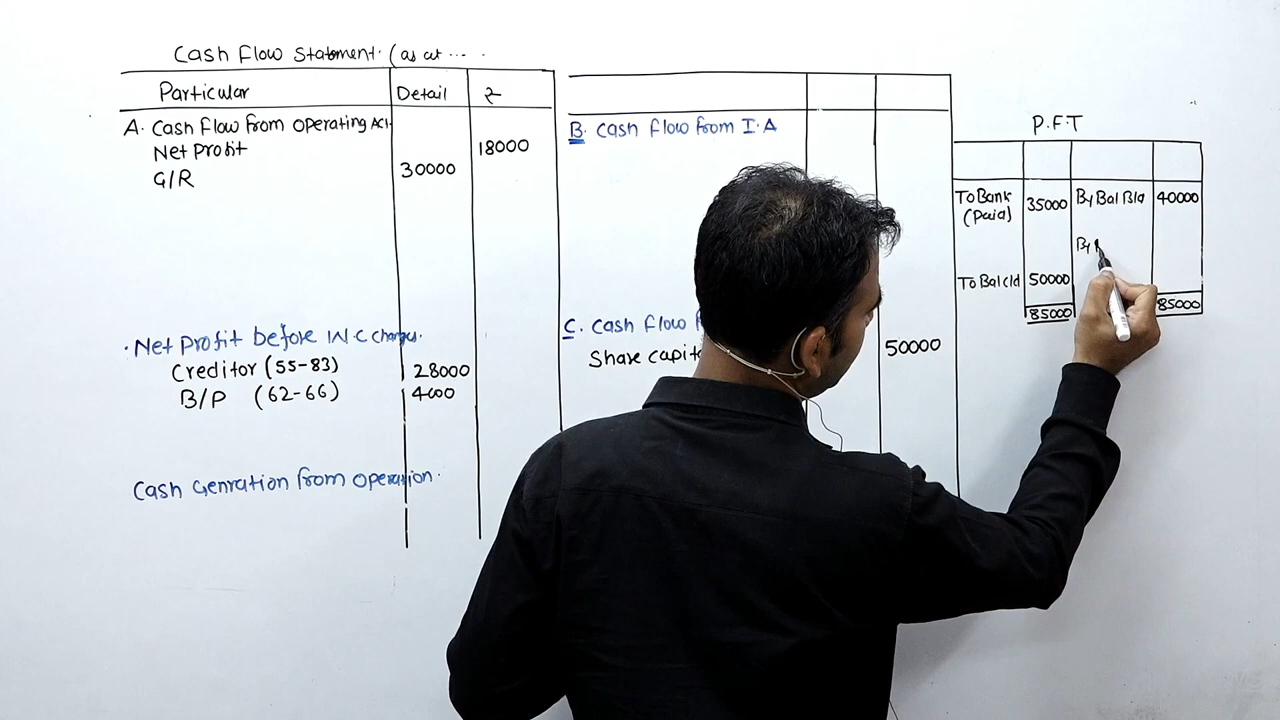 Cash Flow Statement. (as at ....
Particular Detail ₹
A. Cash flow from operating Act.
Net Profit 18000
G/R 30000
. Net Profit before W.C changes.
Creditor (55-83) 28000
B/P (62-66) 4000
Cash Genration from operation.
B. Cash flow from I.A
C. Cash flow
Share capit 50000
P.F.T
To Bank 35000 By Bal B/d 40000
(Paid)
By
To Bal c/d 50000
85000 85000